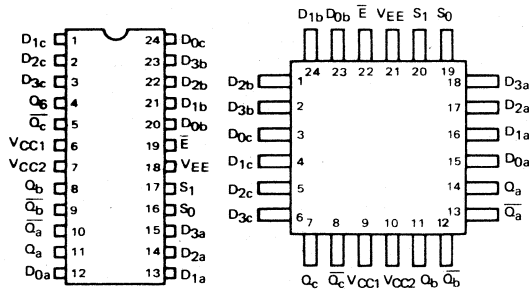 D1c 1 24 D0c
D2c 2 23 D3b
D3c 3 22 D2b
Q6 4 21 D1b
Q̅c 5 20 D0b
VCC1 6 19 E̅
VCC2 7 18 VEE
Qb 8 17 S1
Q̅b 9 16 S0
Q̅a 10 15 D3a
Qa 11 14 D2a
D0a 12 13 D1a
D1b D0b E̅ VEE S1 S0
24 23 22 21 20 19
D2b 1 18 D3a
D3b 2 17 D2a
D0c 3 16 D1a
D1c 4 15 D0a
D2c 5 14 Qa
D3c 6 13 Q̅a
7 8 9 10 11 12
Qc Q̅c VCC1 VCC2 Qb Q̅b